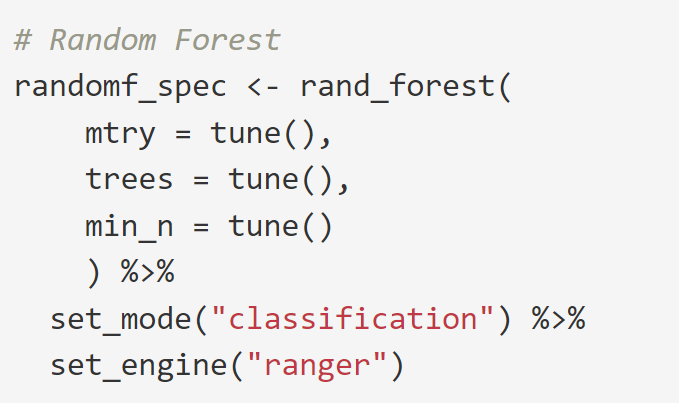 # Random Forest
randomf_spec <- rand_forest(
    mtry = tune(),
    trees = tune(),
    min_n = tune()
    ) %>%
  set_mode("classification") %>%
  set_engine("ranger")